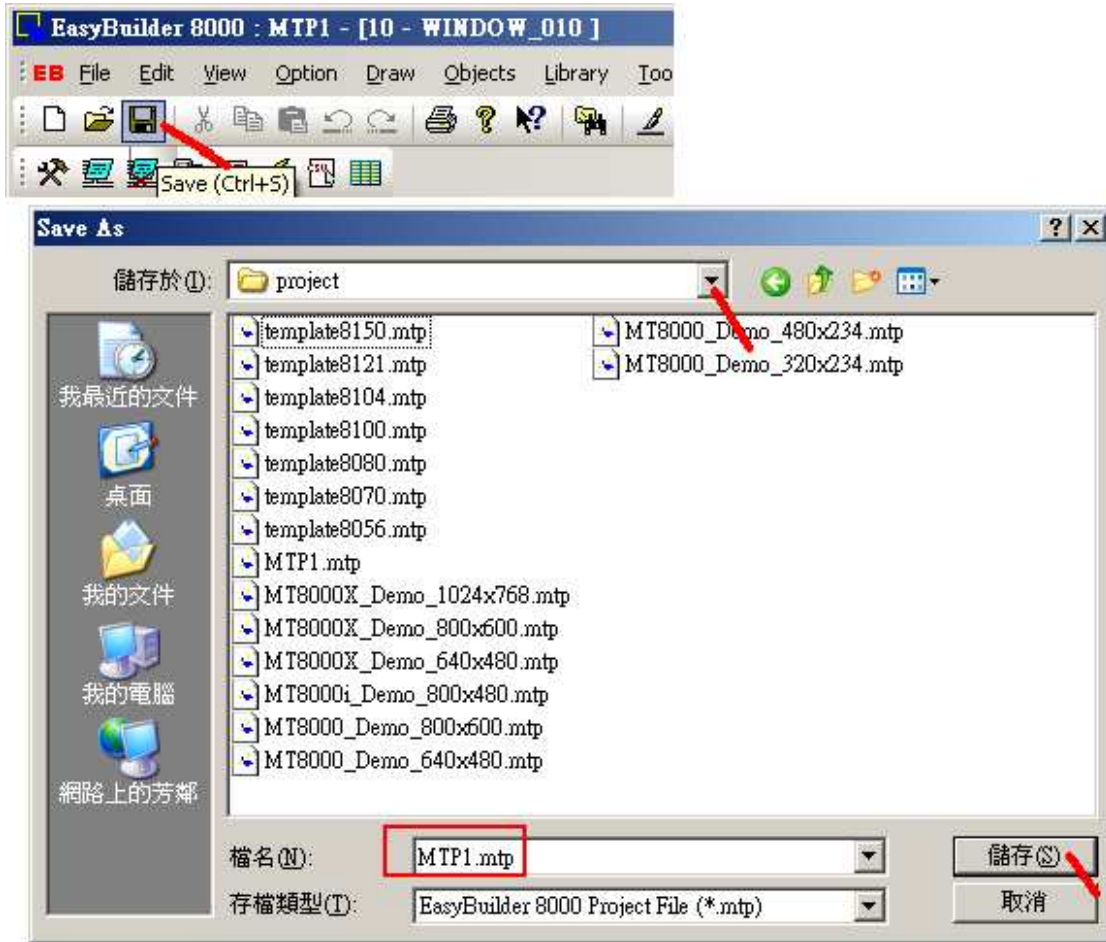 EasyBuilder 8000 : MTP1 - [10 - WINDOW_010 ]
EB File Edit View Option Draw Objects Library Too
Save (Ctrl+S)
Save As
儲存於(I): project
我最近的文件
桌面
我的文件
我的電腦
網路上的芳鄰
template8150.mtp
template8121.mtp
template8104.mtp
template8100.mtp
template8080.mtp
template8070.mtp
template8056.mtp
MTP1.mtp
MT8000X_Demo_1024x768.mtp
MT8000X_Demo_800x600.mtp
MT8000X_Demo_640x480.mtp
MT8000i_Demo_800x480.mtp
MT8000_Demo_800x600.mtp
MT8000_Demo_640x480.mtp
MT8000_Demo_480x234.mtp
MT8000_Demo_320x234.mtp
檔名(N): MTP1.mtp
儲存(S)
存檔類型(T): EasyBuilder 8000 Project File (*.mtp)
取消